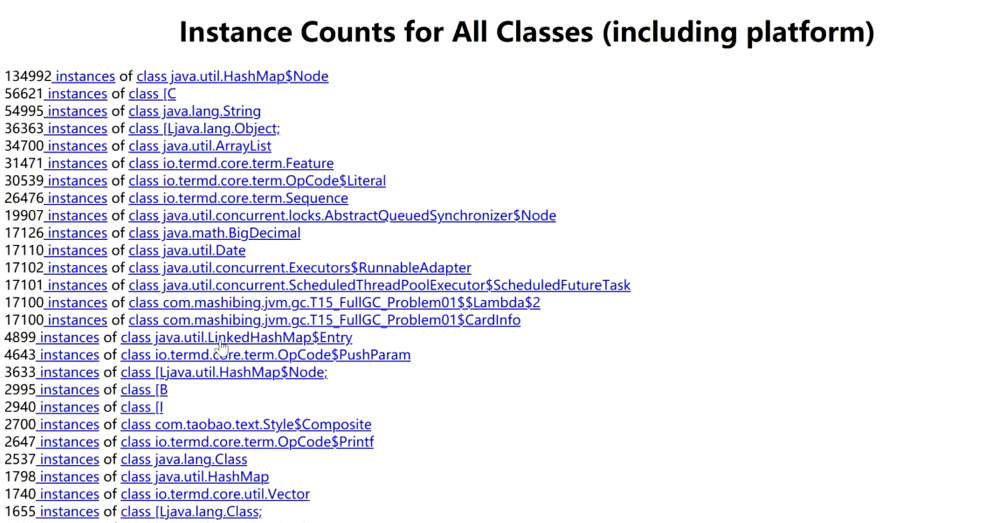 Instance Counts for All Classes (including platform)
134992 instances of class java.util.HashMap$Node
56621 instances of class [C
54995 instances of class java.lang.String
36363 instances of class [Ljava.lang.Object;
34700 instances of class java.util.ArrayList
31471 instances of class io.termd.core.term.Feature
30539 instances of class io.termd.core.term.OpCode$Literal
26476 instances of class io.termd.core.term.Sequence
19907 instances of class java.util.concurrent.locks.AbstractQueuedSynchronizer$Node
17126 instances of class java.math.BigDecimal
17110 instances of class java.util.Date
17102 instances of class java.util.concurrent.Executors$RunnableAdapter
17101 instances of class java.util.concurrent.ScheduledThreadPoolExecutor$ScheduledFutureTask
17100 instances of class com.mashibing.jvm.gc.T15_FullGC_Problem01$$Lambda$2
17100 instances of class com.mashibing.jvm.gc.T15_FullGC_Problem01$CardInfo
4899 instances of class java.util.LinkedHashMap$Entry
4643 instances of class io.termd.core.term.OpCode$PushParam
3633 instances of class [Ljava.util.HashMap$Node;
2995 instances of class [B
2940 instances of class [I
2700 instances of class com.taobao.text.Style$Composite
2647 instances of class io.termd.core.term.OpCode$Printf
2537 instances of class java.lang.Class
1798 instances of class java.util.HashMap
1740 instances of class io.termd.core.util.Vector
1655 instances of class [Ljava.lang.Class;